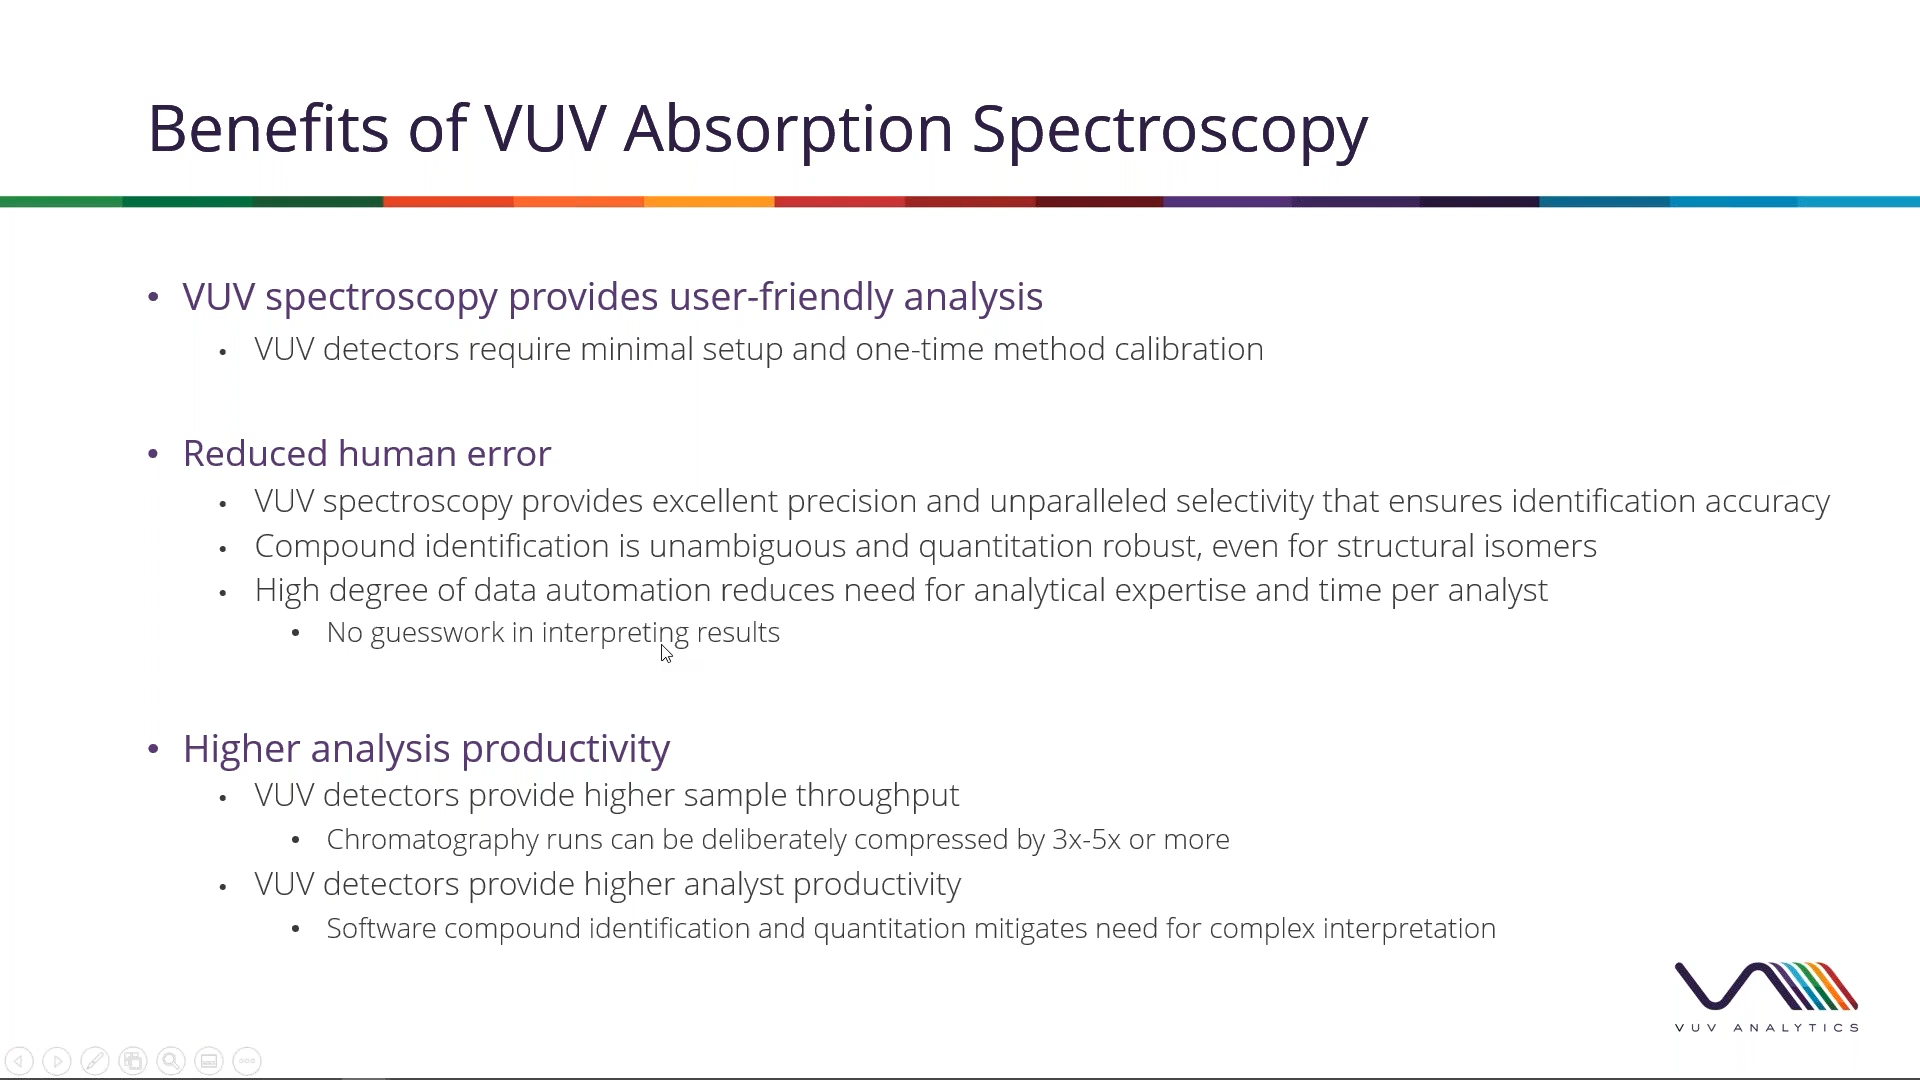 Benefits of VUV Absorption Spectroscopy
• VUV spectroscopy provides user-friendly analysis
• VUV detectors require minimal setup and one-time method calibration
• Reduced human error
• VUV spectroscopy provides excellent precision and unparalleled selectivity that ensures identification accuracy
• Compound identification is unambiguous and quantitation robust, even for structural isomers
• High degree of data automation reduces need for analytical expertise and time per analyst
• No guesswork in interpreting results
• Higher analysis productivity
• VUV detectors provide higher sample throughput
• Chromatography runs can be deliberately compressed by 3x-5x or more
• VUV detectors provide higher analyst productivity
• Software compound identification and quantitation mitigates need for complex interpretation
VUV ANALYTICS